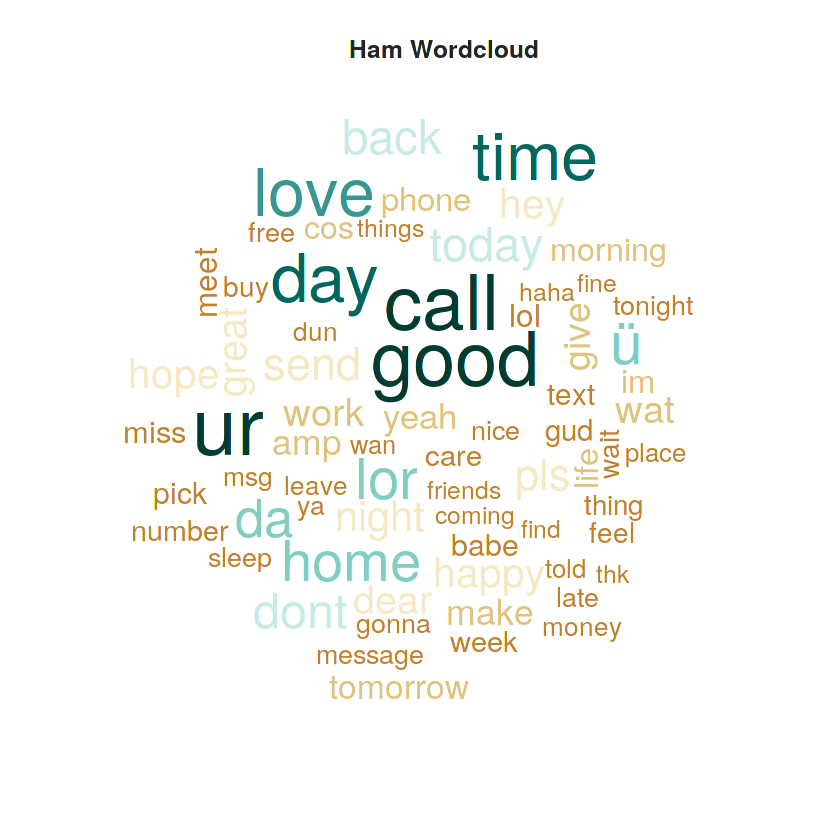 Ham Wordcloud
back
time
love
phone
hey
free
cos
things
today
morning
meet
buy
day
call
haha
fine
lol
tonight
dun
great
give
ü
hope
send
good
im
text
wat
ur
work
yeah
miss
amp
wan
nice
gud
wait
place
care
life
pls
msg
lor
pick
leave
friends
ya
thing
number
da
night
coming
find
feel
sleep
home
babe
happy
told
thk
dont
dear
make
late
gonna
week
money
message
tomorrow